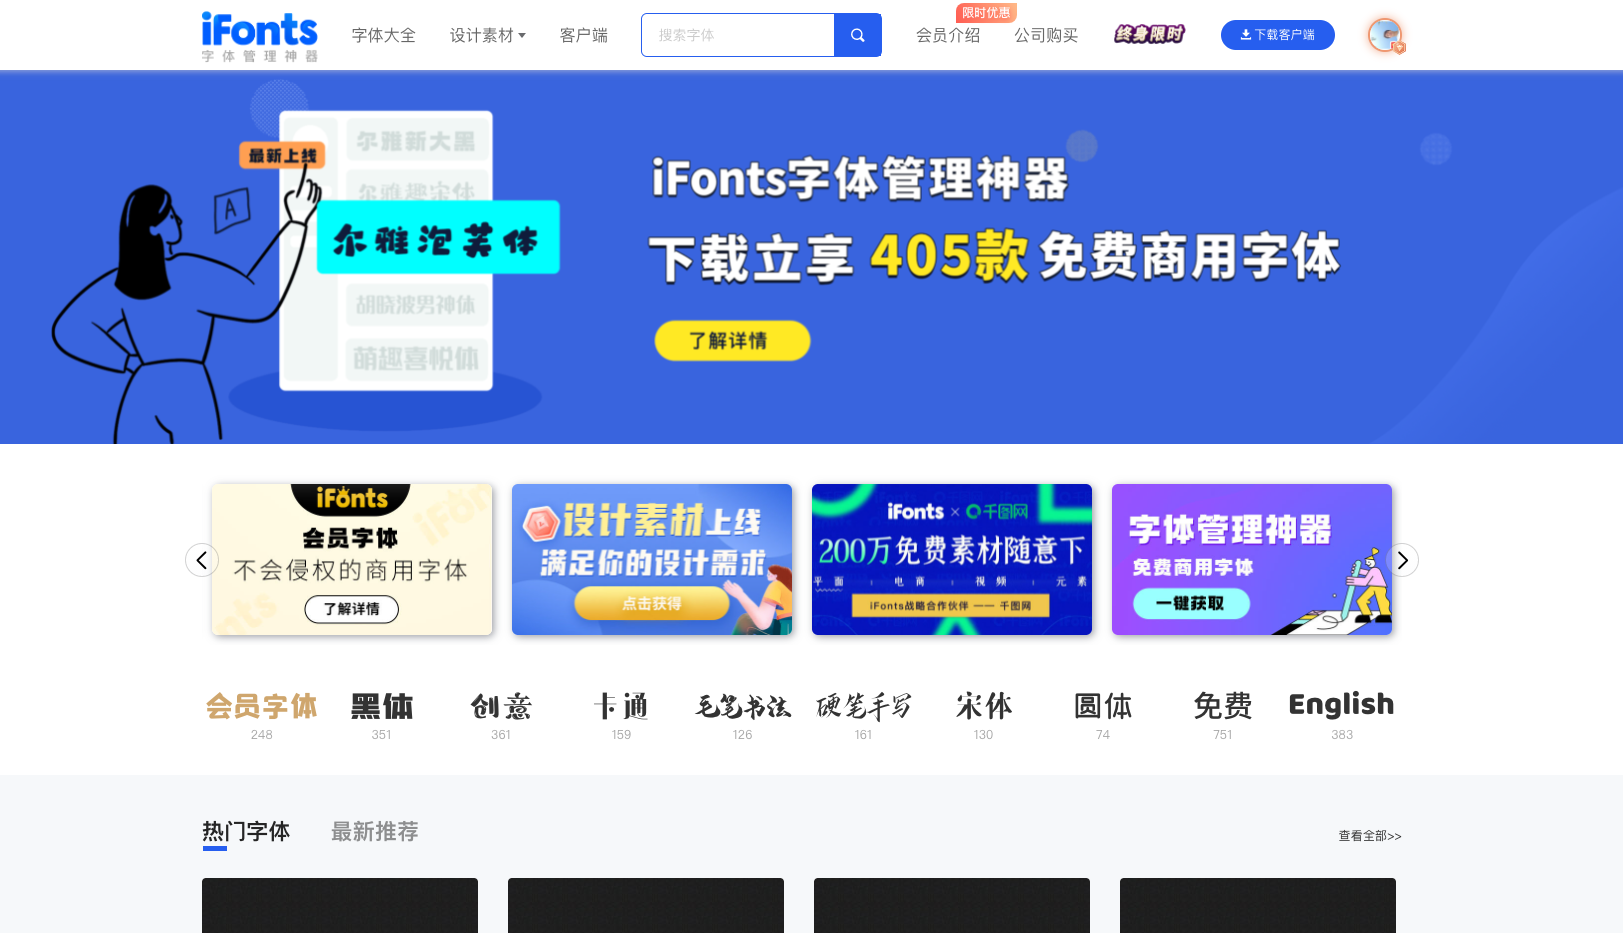 iFonts
字体管理神器
字体大全
设计素材
客户端
搜索字体
限时优惠
会员介绍
公司购买
终身限时
下载客户端
最新上线
A
尔雅新大黑
尔雅趣宋体
尔雅泡芙体
胡晓波男神体
萌趣喜悦体
iFonts字体管理神器
下载立享 405款 免费商用字体
了解详情
iFonts
会员字体
不会侵权的商用字体
了解详情
设计素材上线
满足你的设计需求
点击获得
iFonts × 千图网
200万免费素材随意下
平面 | 电商 | 视频 | 元素
iFonts战略合作伙伴 —— 千图网
字体管理神器
免费商用字体
一键获取
会员字体
248
黑体
351
创意
361
卡通
159
毛笔书法
126
硬笔手写
161
宋体
130
圆体
74
免费
751
English
383
热门字体
最新推荐
查看全部>>